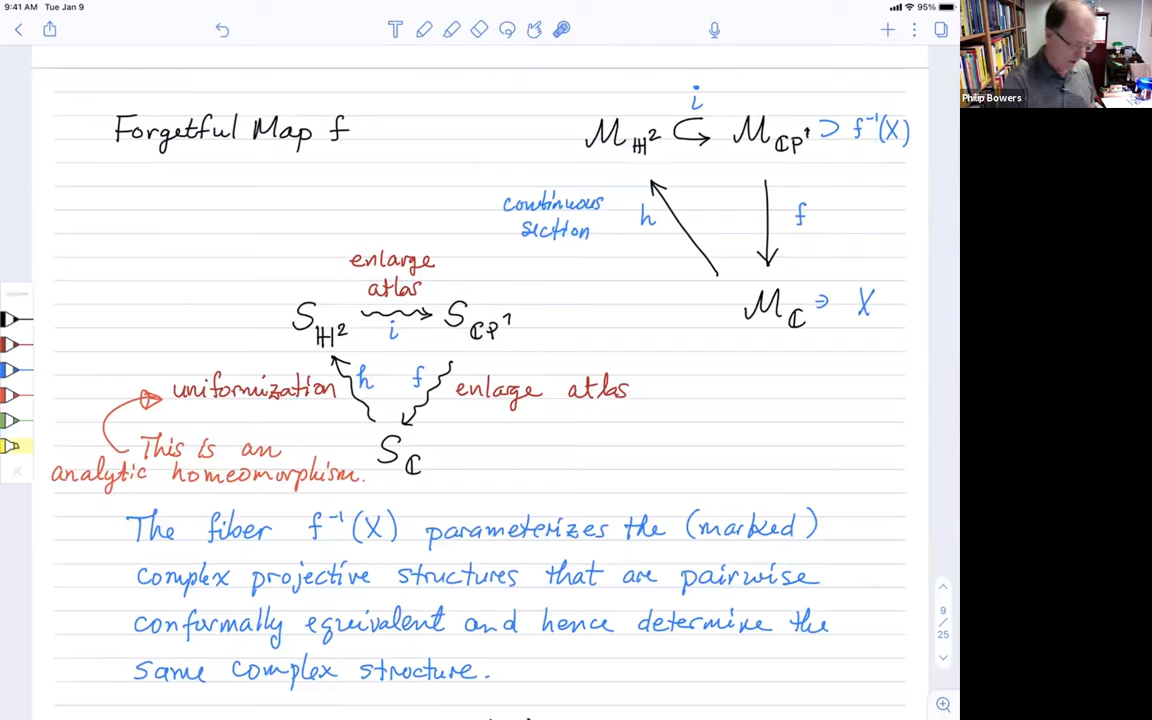 9:41 AM Tue Jan 9
95%
Philip Bowers
Forgetful Map f
i
M_H² ↪ M_CP¹ ⊃ f⁻¹(X)
continuous
section
h
f
M_C ∋ X
enlarge
atlas
S_H² S_CP¹
i
uniformization h f enlarge atlas
This is an
analytic homeomorphism.
S_C
The fiber f⁻¹(X) parameterizes the (marked)
complex projective structures that are pairwise
conformally equivalent and hence determine the
same complex structure.
9
/
25